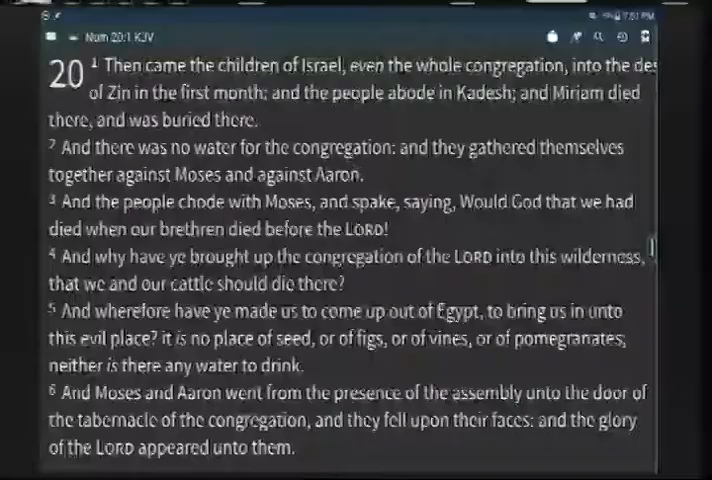 7:51 PM
Num 20:1 KJV
20 1 Then came the children of Israel, even the whole congregation, into the des
of Zin in the first month: and the people abode in Kadesh; and Miriam died
there, and was buried there.
2 And there was no water for the congregation: and they gathered themselves
together against Moses and against Aaron.
3 And the people chode with Moses, and spake, saying, Would God that we had
died when our brethren died before the LORD!
4 And why have ye brought up the congregation of the LORD into this wilderness,
that we and our cattle should die there?
5 And wherefore have ye made us to come up out of Egypt, to bring us in unto
this evil place? it is no place of seed, or of figs, or of vines, or of pomegranates;
neither is there any water to drink.
6 And Moses and Aaron went from the presence of the assembly unto the door of
the tabernacle of the congregation, and they fell upon their faces: and the glory
of the LORD appeared unto them.